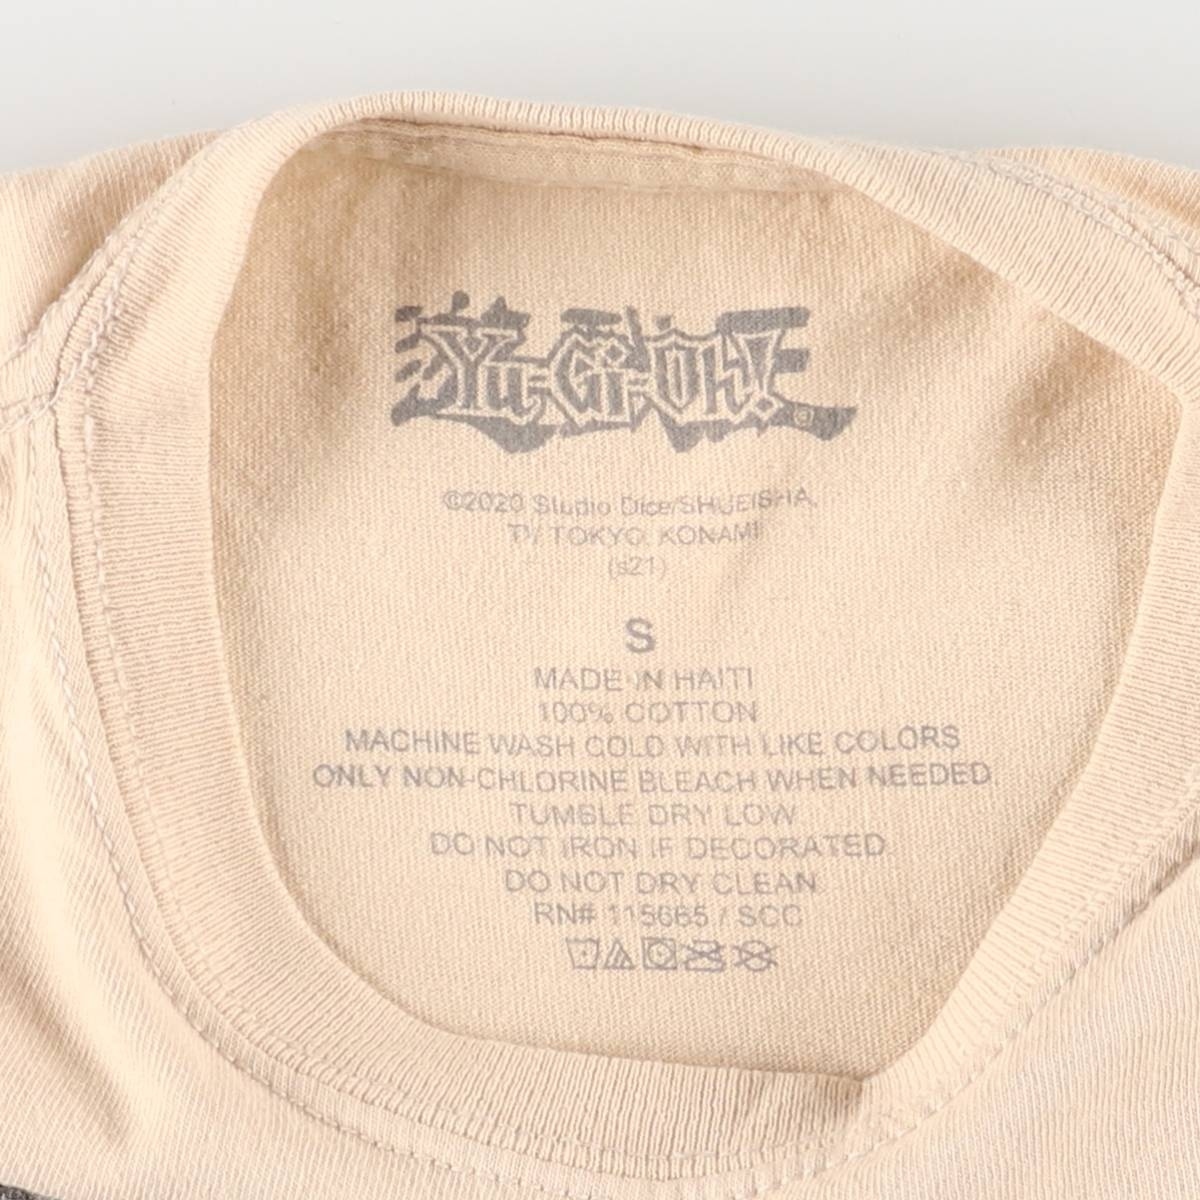 Yu-Gi-Oh!®
©2020 Studio Dice/SHUEISHA,
TV TOKYO, KONAMI
(s21)
S
MADE IN HAITI
100% COTTON
MACHINE WASH COLD WITH LIKE COLORS
ONLY NON-CHLORINE BLEACH WHEN NEEDED.
TUMBLE DRY LOW
DO NOT IRON IF DECORATED
DO NOT DRY CLEAN
RN# 115665 / SCC